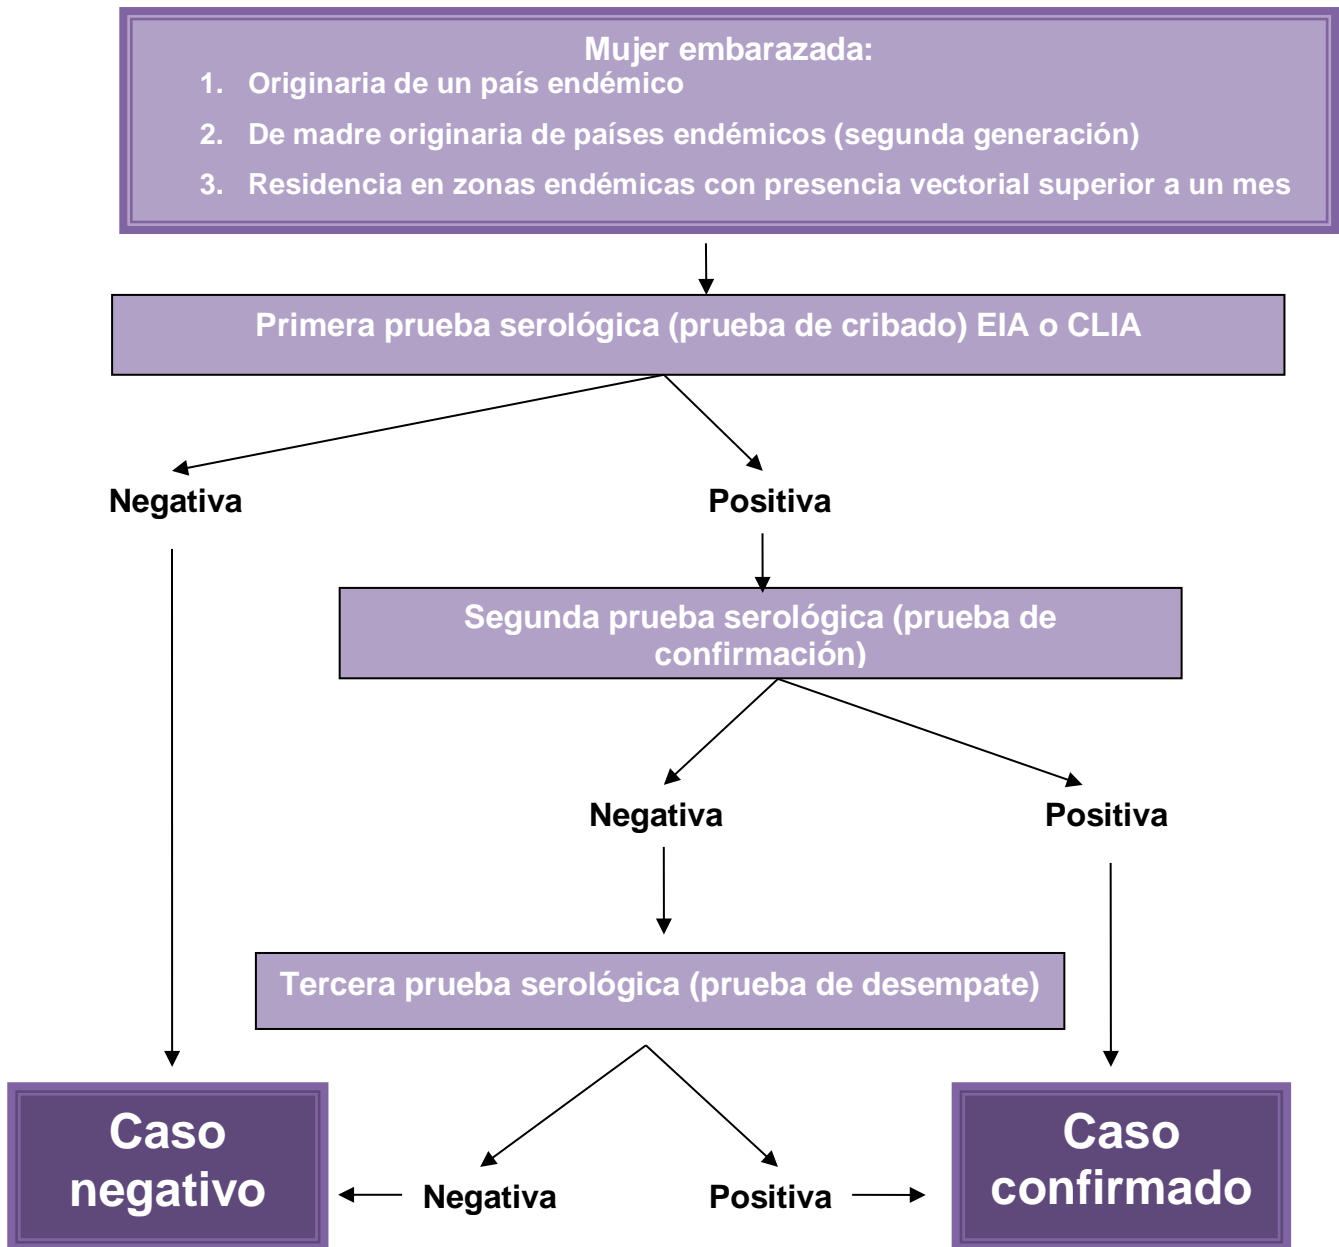 Mujer embarazada:
1. Originaria de un país endémico
2. De madre originaria de países endémicos (segunda generación)
3. Residencia en zonas endémicas con presencia vectorial superior a un mes
Primera prueba serológica (prueba de cribado) EIA o CLIA
Negativa
Positiva
Segunda prueba serológica (prueba de
confirmación)
Negativa
Positiva
Tercera prueba serológica (prueba de desempate)
Caso
negativo
Negativa
Positiva
Caso
confirmado